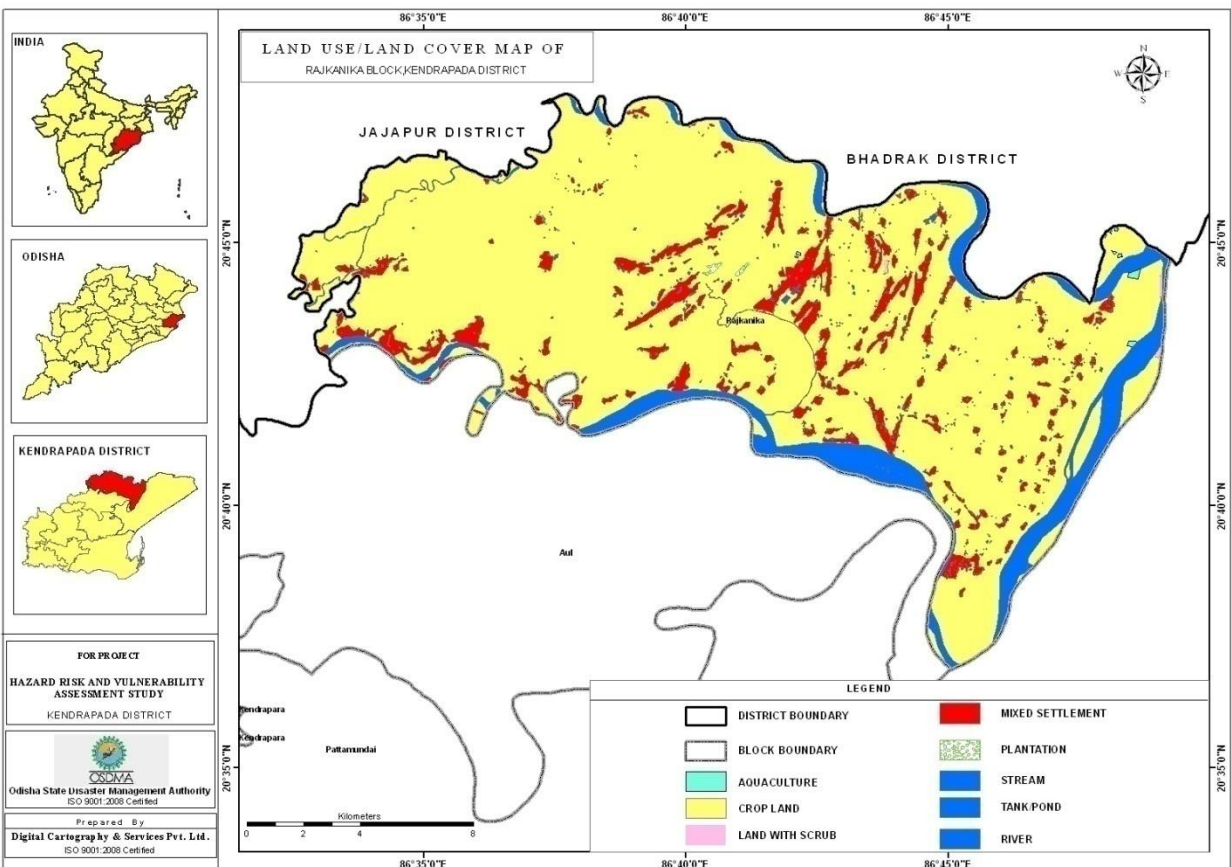 INDIA
ODISHA
KENDRAPADA DISTRICT
FOR PROJECT
HAZARD RISK AND VULNERABILITY
ASSESSMENT STUDY
KENDRAPADA DISTRICT
OSDMA
Odisha State Disaster Management Authority
ISO 9001:2008 Certified
Prepared By
Digital Cartography & Services Pvt. Ltd.
ISO 9001:2008 Certified
86°35'0"E
86°40'0"E
86°45'0"E
LAND USE/LAND COVER MAP OF
RAJKANIKA BLOCK,KENDRAPADA DISTRICT
N
W
E
S
JAJAPUR DISTRICT
BHADRAK DISTRICT
20°45'0"N
20°45'0"N
Rajkanika
20°40'0"N
20°40'0"N
Aul
Kendrapara
Kendrapara
Pattamundai
20°35'0"N
20°35'0"N
Kilometers
0 2 4 8
LEGEND
DISTRICT BOUNDARY
BLOCK BOUNDARY
AQUACULTURE
CROP LAND
LAND WITH SCRUB
MIXED SETTLEMENT
PLANTATION
STREAM
TANK/POND
RIVER
86°35'0"E
86°40'0"E
86°45'0"E